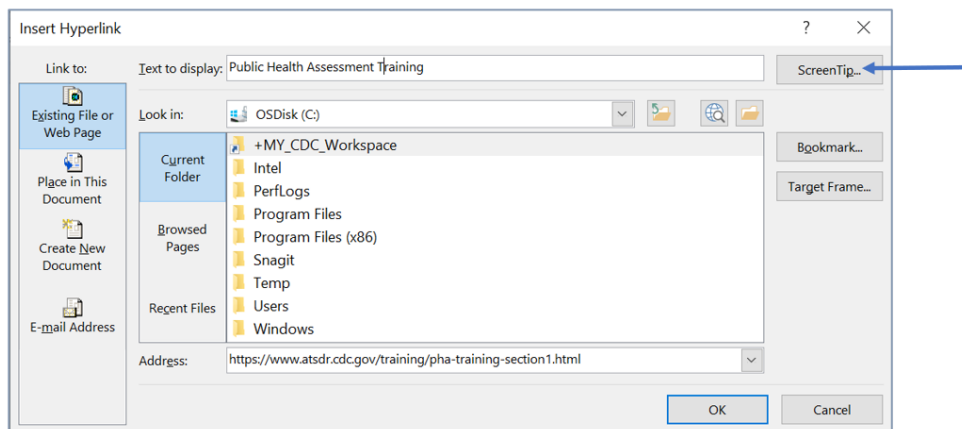 Insert Hyperlink
?
Link to:
Text to display: Public Health Assessment Training
ScreenTip...
Existing File or
Web Page
Look in: OSDisk (C:)
Current
Folder
+MY_CDC_Workspace
Intel
PerfLogs
Program Files
Program Files (x86)
Snagit
Temp
Users
Windows
Bookmark...
Target Frame...
Place in This
Document
Browsed
Pages
Create New
Document
Recent Files
E-mail Address
Address: https://www.atsdr.cdc.gov/training/pha-training-section1.html
OK
Cancel